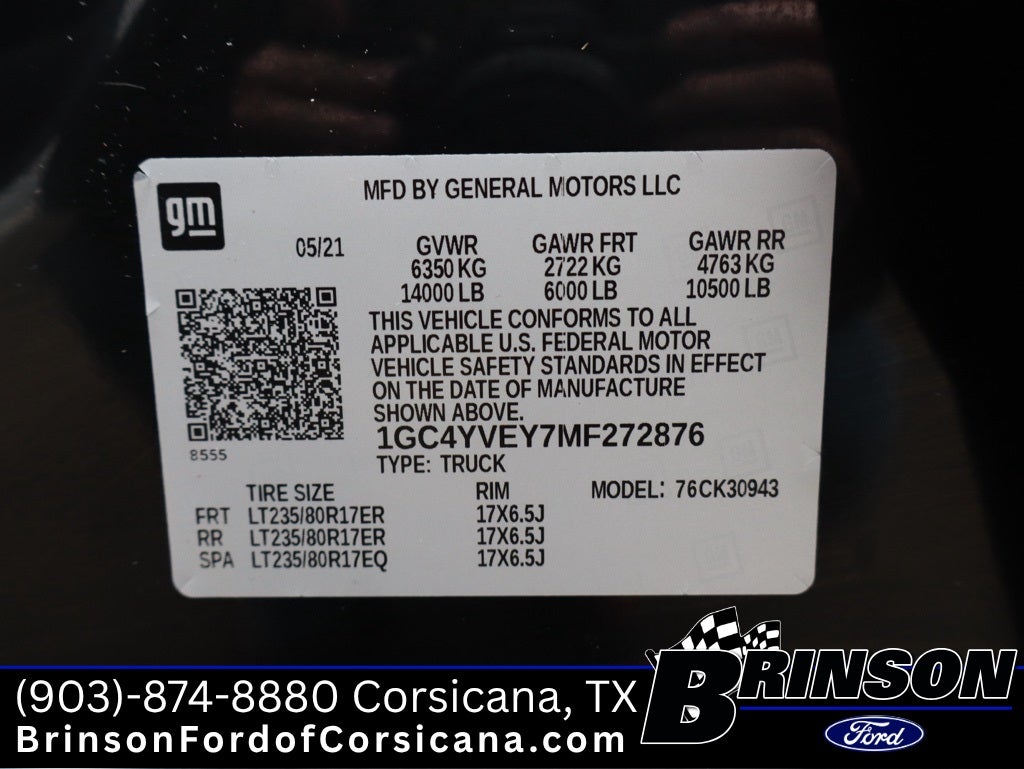 gm
MFD BY GENERAL MOTORS LLC
05/21 GVWR GAWR FRT GAWR RR
6350 KG 2722 KG 4763 KG
14000 LB 6000 LB 10500 LB
THIS VEHICLE CONFORMS TO ALL
APPLICABLE U.S. FEDERAL MOTOR
VEHICLE SAFETY STANDARDS IN EFFECT
ON THE DATE OF MANUFACTURE
SHOWN ABOVE.
8555
1GC4YVEY7MF272876
TYPE: TRUCK
TIRE SIZE RIM MODEL: 76CK30943
FRT LT235/80R17ER 17X6.5J
RR LT235/80R17ER 17X6.5J
SPA LT235/80R17EQ 17X6.5J
(903)-874-8880 Corsicana, TX
BrinsonFordofCorsicana.com
BRINSON
Ford